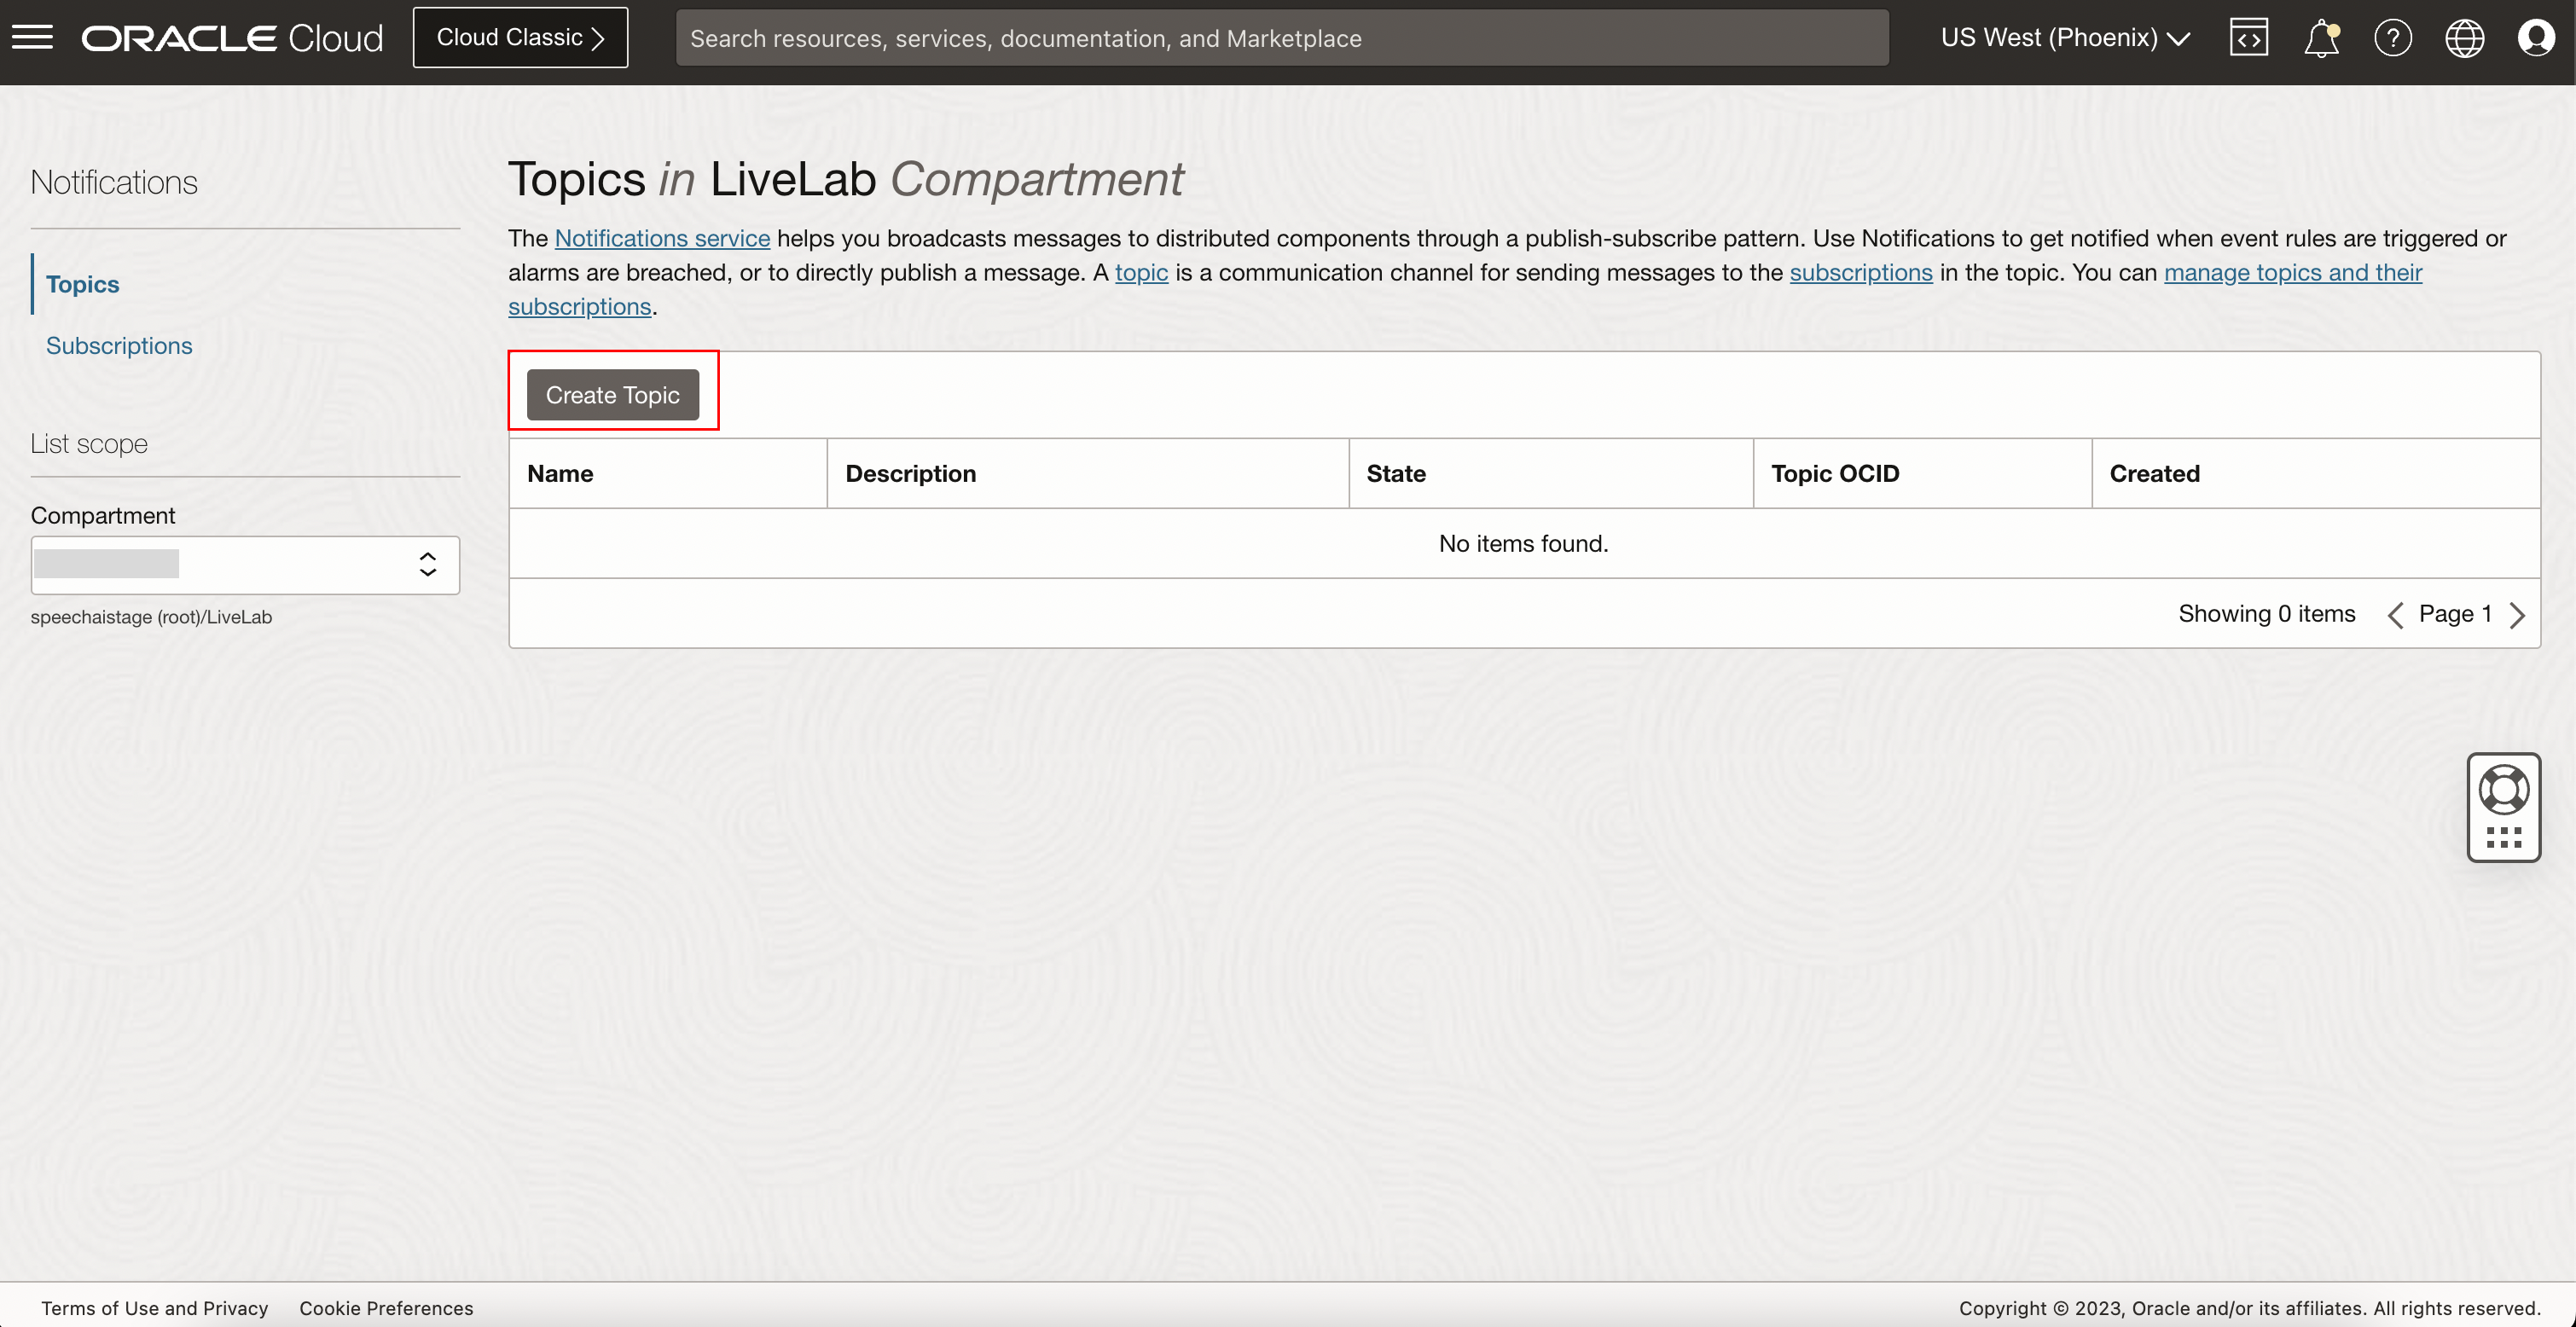 ORACLE Cloud
Cloud Classic
Search resources, services, documentation, and Marketplace
US West (Phoenix)
Notifications
Topics
Subscriptions
List scope
Compartment
speechaistage (root)/LiveLab
Topics in LiveLab Compartment
The Notifications service helps you broadcasts messages to distributed components through a publish-subscribe pattern. Use Notifications to get notified when event rules are triggered or
alarms are breached, or to directly publish a message. A topic is a communication channel for sending messages to the subscriptions in the topic. You can manage topics and their
subscriptions.
Create Topic
Name Description State Topic OCID Created
No items found.
Showing 0 items Page 1
Terms of Use and Privacy Cookie Preferences
Copyright © 2023, Oracle and/or its affiliates. All rights reserved.